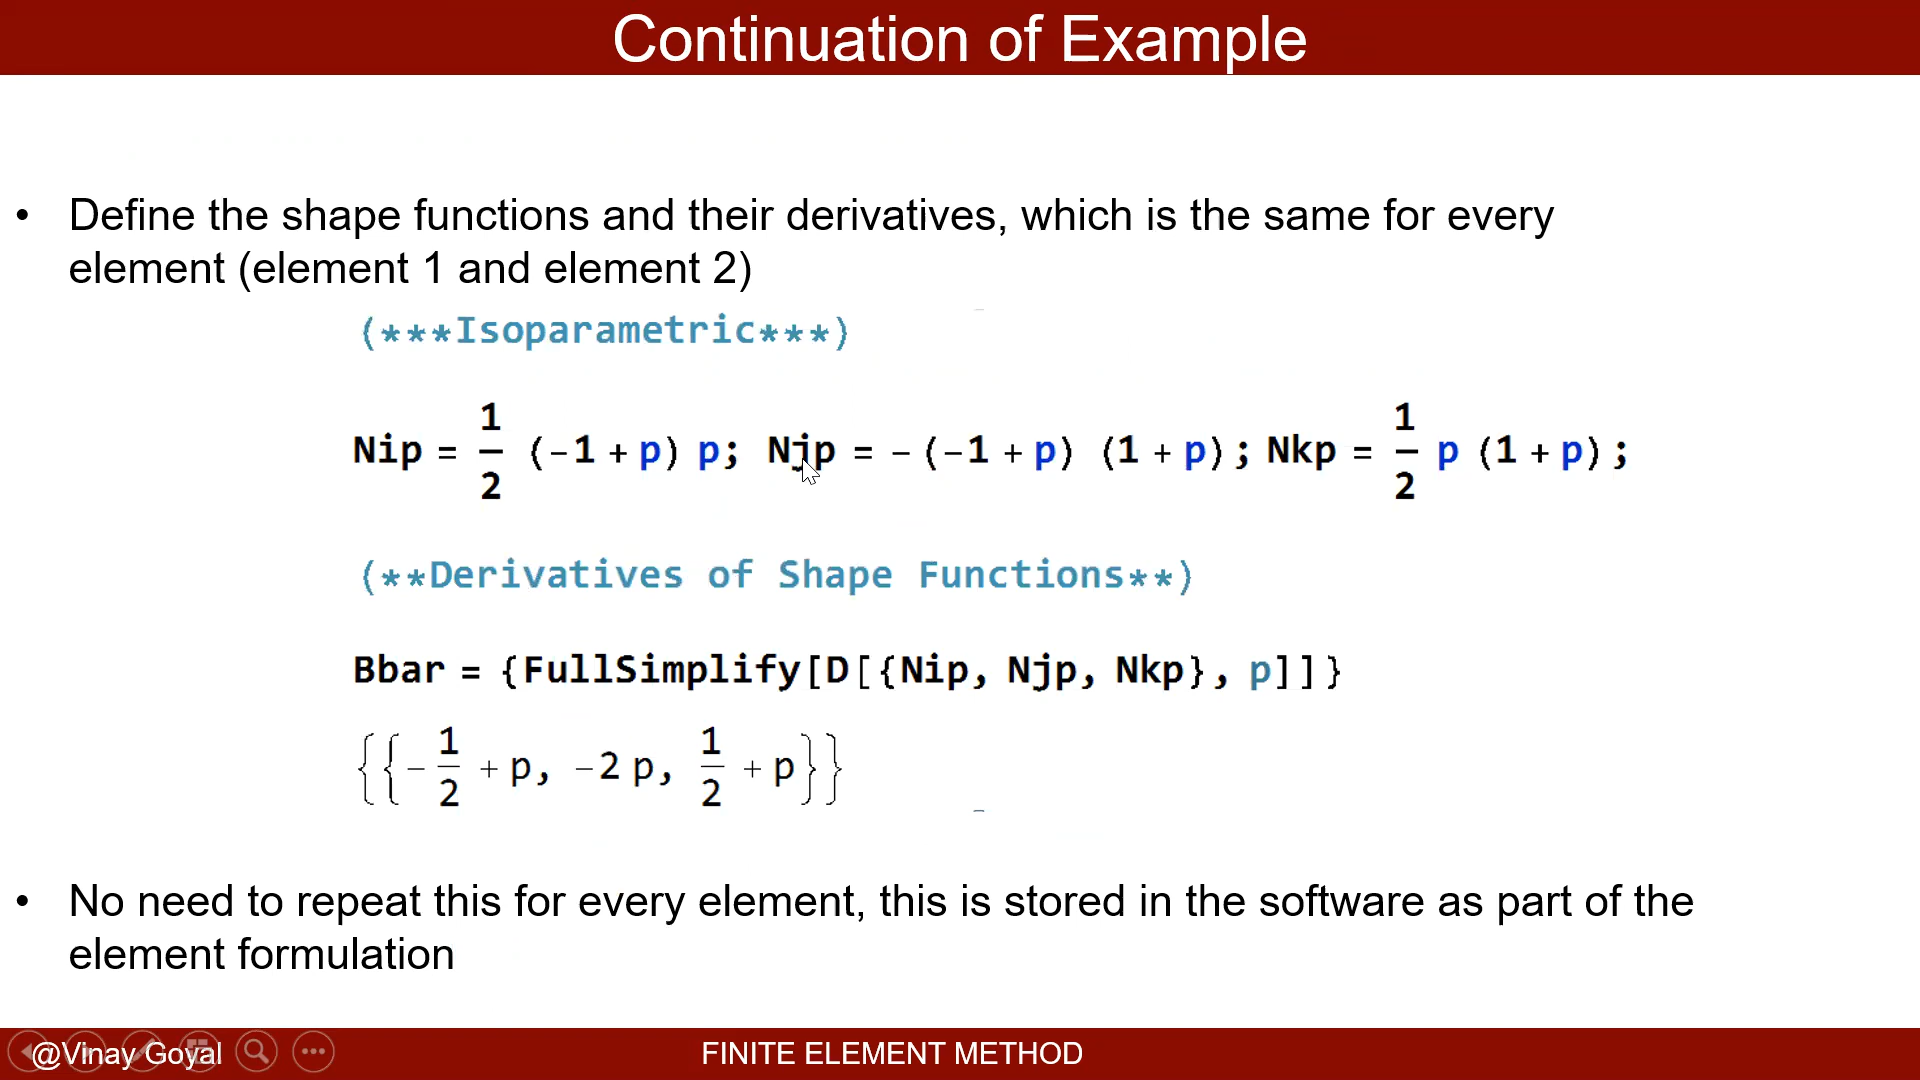 Continuation of Example
• Define the shape functions and their derivatives, which is the same for every
element (element 1 and element 2)
(***Isoparametric***)
Nip = 1/2 (-1 + p) p; Njp = - (-1 + p) (1 + p); Nkp = 1/2 p (1 + p);
(**Derivatives of Shape Functions**)
Bbar = {FullSimplify[D[{Nip, Njp, Nkp}, p]]}
{{-1/2 + p, -2 p, 1/2 + p}}
• No need to repeat this for every element, this is stored in the software as part of the
element formulation
@Vinay Goyal
FINITE ELEMENT METHOD